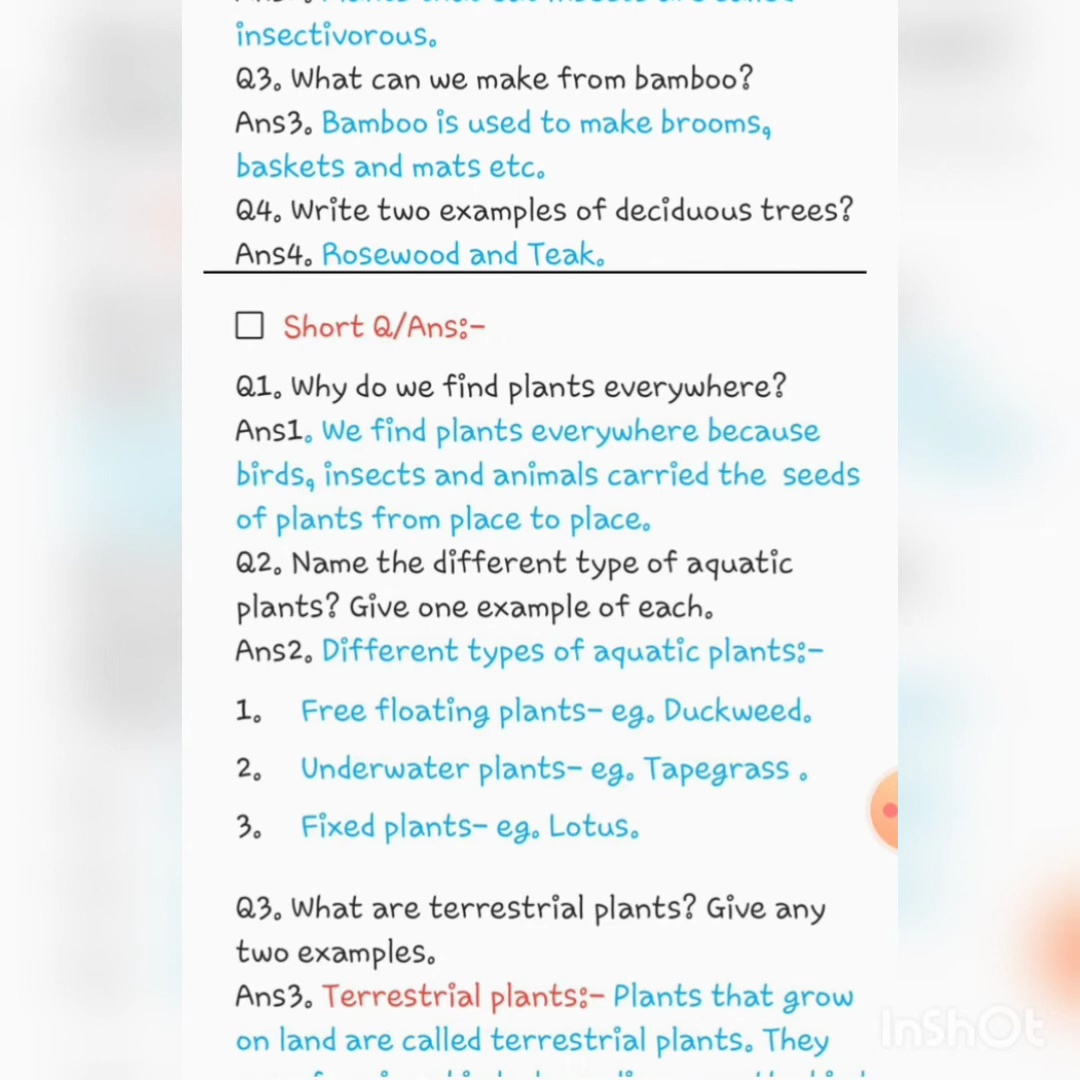 insectivorous.
Q3. What can we make from bamboo?
Ans3. Bamboo is used to make brooms,
baskets and mats etc.
Q4. Write two examples of deciduous trees?
Ans4. Rosewood and Teak.
Short Q/Ans:-
Q1. Why do we find plants everywhere?
Ans1. We find plants everywhere because
birds, insects and animals carried the seeds
of plants from place to place.
Q2. Name the different type of aquatic
plants? Give one example of each.
Ans2. Different types of aquatic plants:-
1. Free floating plants- eg. Duckweed.
2. Underwater plants- eg. Tapegrass .
3. Fixed plants- eg. Lotus.
Q3. What are terrestrial plants? Give any
two examples.
Ans3. Terrestrial plants:- Plants that grow
on land are called terrestrial plants. They
InShOt